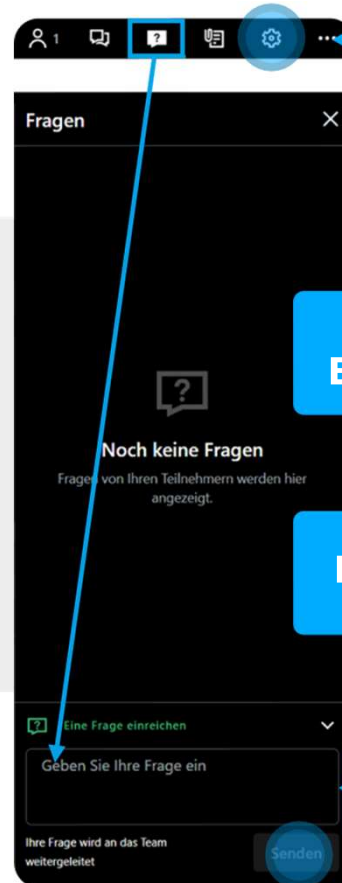 1
Fragen
Noch keine Fragen
Fragen von Ihren Teilnehmern werden hier
angezeigt.
Eine Frage einreichen
Geben Sie Ihre Frage ein
Ihre Frage wird an das Team
weitergeleitet
Senden